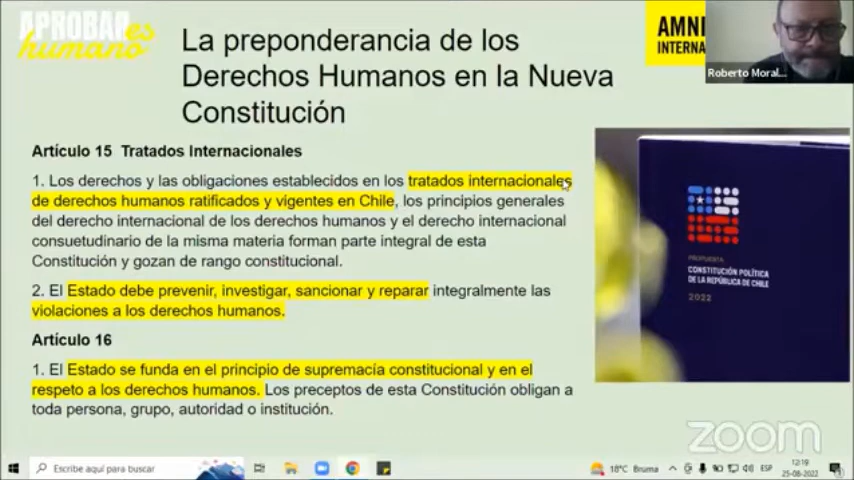 APROBAR es
humano
AMNI
INTERNA
Roberto Moral...
La preponderancia de los
Derechos Humanos en la Nueva
Constitución
Artículo 15 Tratados Internacionales
1. Los derechos y las obligaciones establecidos en los tratados internacionales
de derechos humanos ratificados y vigentes en Chile, los principios generales
del derecho internacional de los derechos humanos y el derecho internacional
consuetudinario de la misma materia forman parte integral de esta
Constitución y gozan de rango constitucional.
2. El Estado debe prevenir, investigar, sancionar y reparar integralmente las
violaciones a los derechos humanos.
Artículo 16
1. El Estado se funda en el principio de supremacía constitucional y en el
respeto a los derechos humanos. Los preceptos de esta Constitución obligan a
toda persona, grupo, autoridad o institución.
PROPUESTA
CONSTITUCIÓN POLÍTICA
DE LA REPÚBLICA DE CHILE
2022
zoom
Escribe aquí para buscar
18°C Bruma
ESP
12:19
25-08-2022